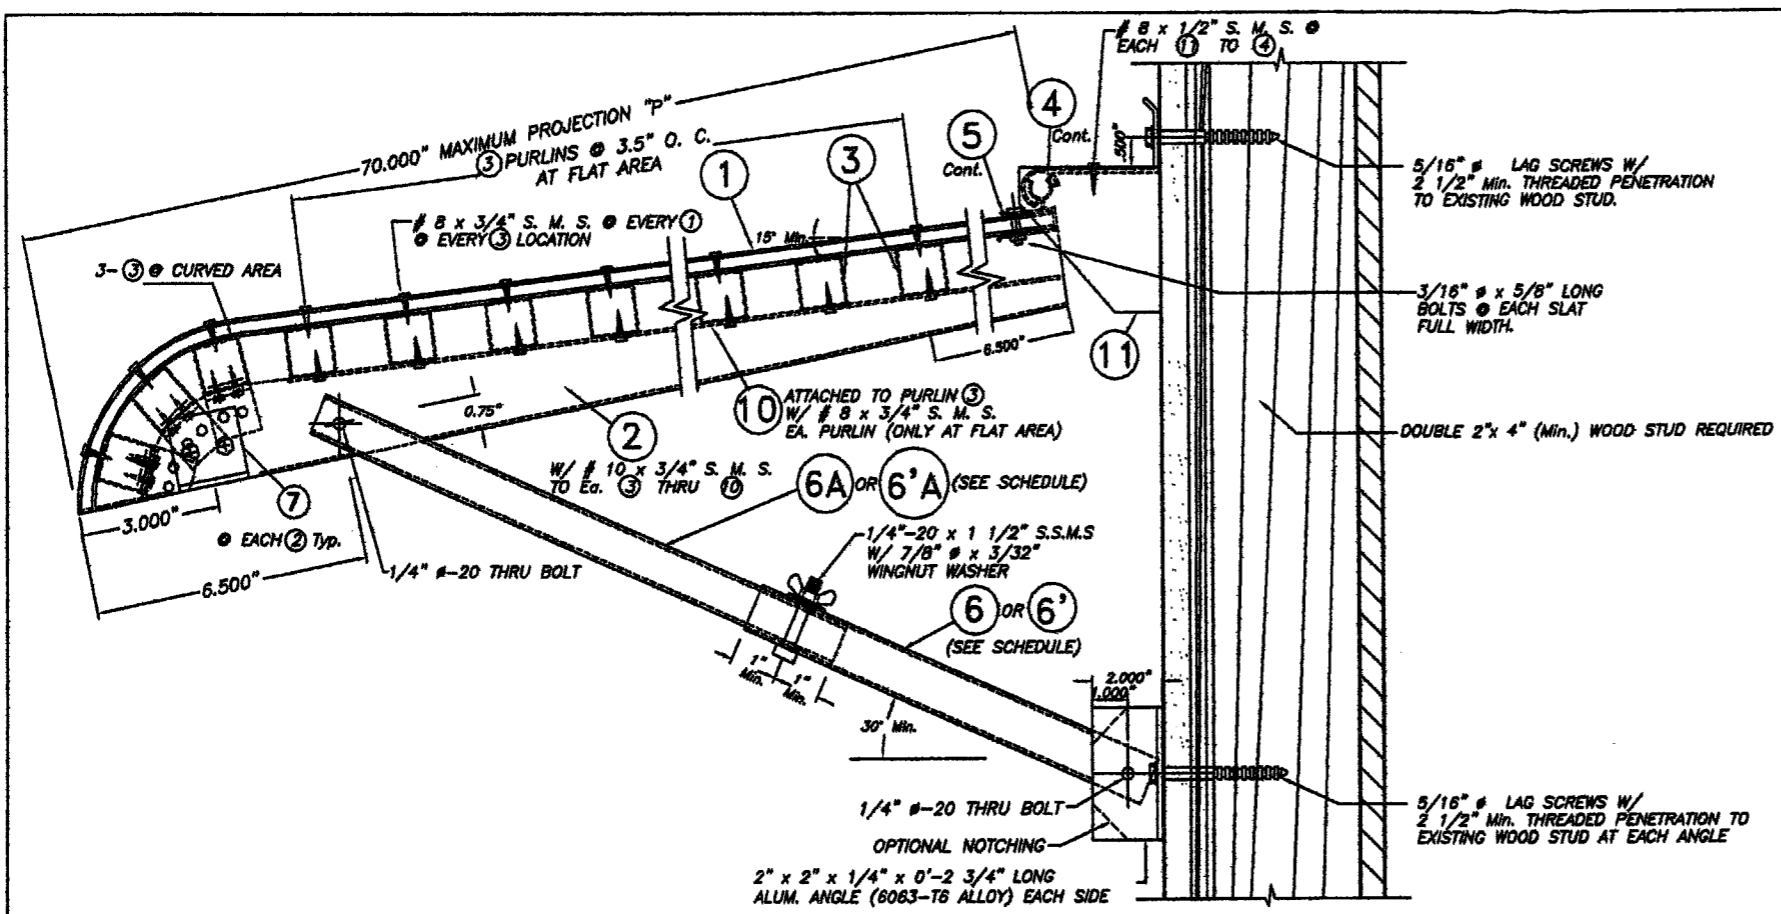 # 8 x 1/2" S. M. S. @
EACH 11 TO 4
70.000" MAXIMUM PROJECTION "P"
3 PURLINS @ 3.5" O. C.
AT FLAT AREA
4
Cont.
5
Cont.
.500"
1
3
5/16" ø LAG SCREWS W/
2 1/2" Min. THREADED PENETRATION
TO EXISTING WOOD STUD.
# 8 x 3/4" S. M. S. @ EVERY 1
@ EVERY 3 LOCATION
15° Min.
3- 3 @ CURVED AREA
3/16" ø x 5/8" LONG
BOLTS @ EACH SLAT
FULL WIDTH.
11
6.500"
10
ATTACHED TO PURLIN 3
W/ # 8 x 3/4" S. M. S.
EA. PURLIN (ONLY AT FLAT AREA)
0.75"
2
W/ # 10 x 3/4" S. M. S.
TO Ea. 3 THRU 10
DOUBLE 2"x 4" (Min.) WOOD STUD REQUIRED
6A OR 6'A (SEE SCHEDULE)
7
@ EACH 2 Typ.
3.000"
6.500"
1/4" ø-20 THRU BOLT
1/4"-20 x 1 1/2" S.S.M.S
W/ 7/8" ø x 3/32"
WINGNUT WASHER
6 OR 6'
(SEE SCHEDULE)
1"
Min.
1"
Min.
30° Min.
2.000"
1.000"
1/4" ø-20 THRU BOLT
OPTIONAL NOTCHING
2" x 2" x 1/4" x 0'-2 3/4" LONG
ALUM. ANGLE (6063-T6 ALLOY) EACH SIDE
5/16" ø LAG SCREWS W/
2 1/2" Min. THREADED PENETRATION TO
EXISTING WOOD STUD AT EACH ANGLE